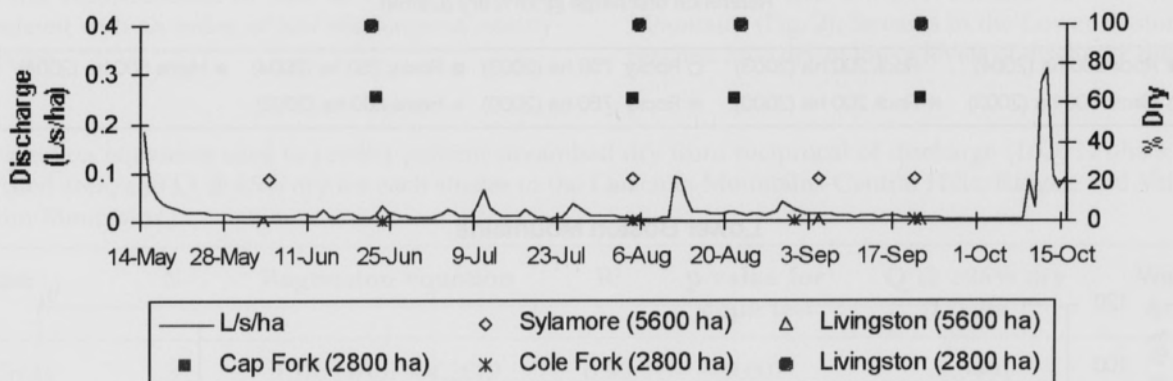 Discharge
(L/s/ha)
0.4
0.3
0.2
0.1
0
100
80
60
40
20
0
% Dry
14-May 28-May 11-Jun 25-Jun 9-Jul 23-Jul 6-Aug 20-Aug 3-Sep 17-Sep 1-Oct 15-Oct
L/s/ha Sylamore (5600 ha) Livingston (5600 ha)
Cap Fork (2800 ha) Cole Fork (2800 ha) Livingston (2800 ha)